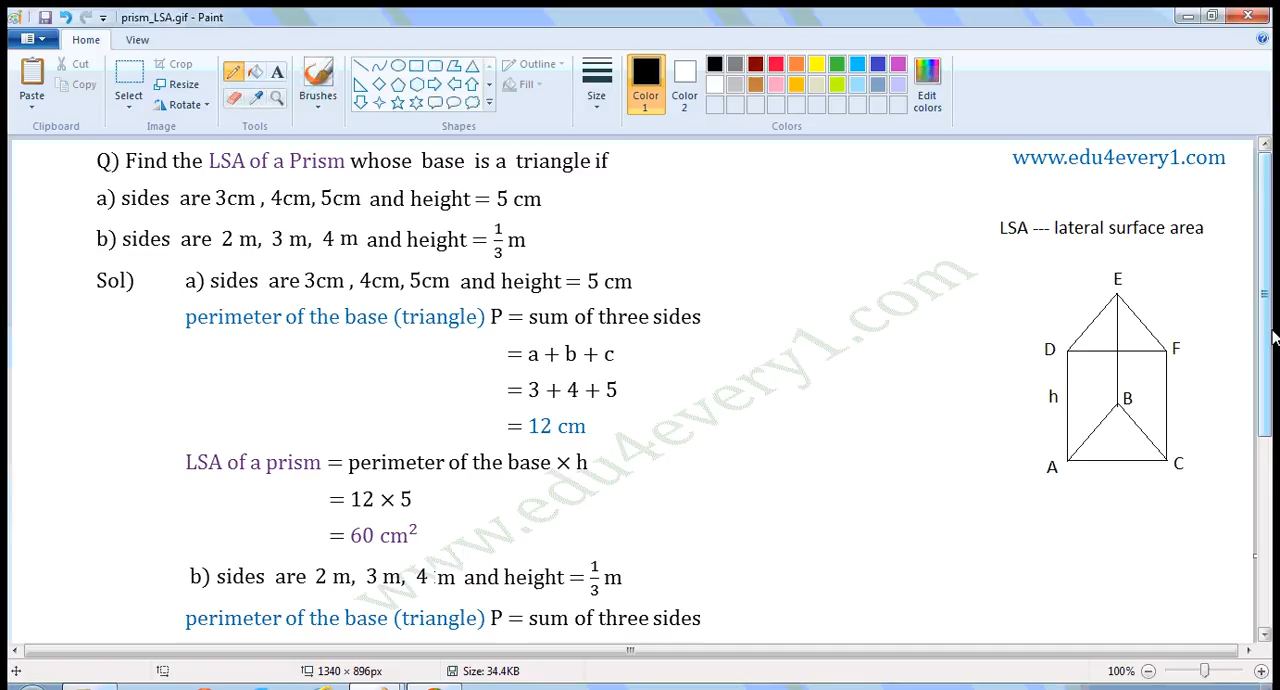 prism_LSA.gif - Paint
Home View
Cut
Copy
Paste
Clipboard
Select
Crop
Resize
Rotate
Image
A
Tools
Brushes
Outline
Fill
Shapes
Size
Color 1
Color 2
Edit colors
Colors
Q) Find the LSA of a Prism whose base is a triangle if
www.edu4every1.com
a) sides are 3cm , 4cm, 5cm and height = 5 cm
b) sides are 2 m, 3 m, 4 m and height = 1/3 m
LSA --- lateral surface area
Sol) a) sides are 3cm , 4cm, 5cm and height = 5 cm
perimeter of the base (triangle) P = sum of three sides
= a + b + c
= 3 + 4 + 5
= 12 cm
LSA of a prism = perimeter of the base × h
= 12 × 5
= 60 cm²
b) sides are 2 m, 3 m, 4 m and height = 1/3 m
perimeter of the base (triangle) P = sum of three sides
E
D F
h
B
A C
www.edu4every1.com
1340 × 896px
Size: 34.4KB
100%